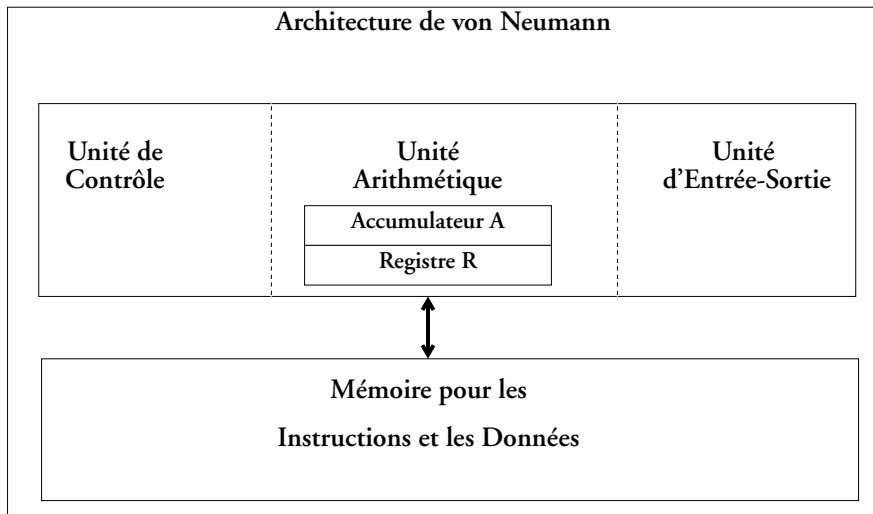 Architecture de von Neumann
Unité de
Contrôle
Unité
Arithmétique
Accumulateur A
Registre R
Unité
d'Entrée-Sortie
Mémoire pour les
Instructions et les Données